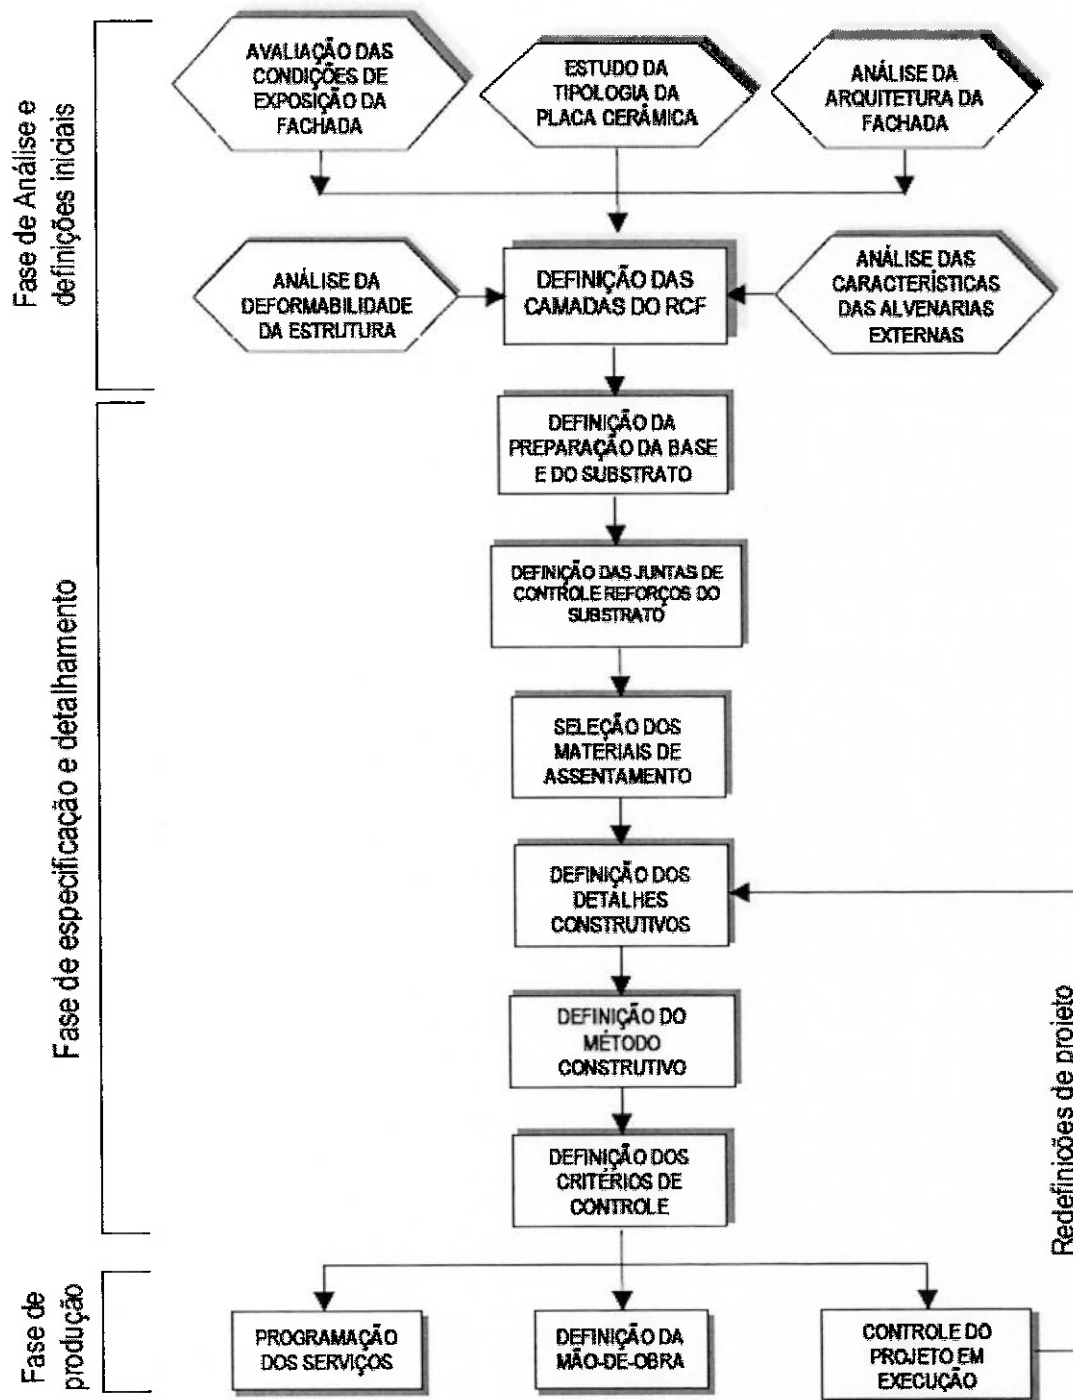 Fase de Análise e
definições iniciais
AVALIAÇÃO DAS
CONDIÇÕES DE
EXPOSIÇÃO DA
FACHADA
ESTUDO DA
TIPOLOGIA DA
PLACA CERÂMICA
ANÁLISE DA
ARQUITETURA DA
FACHADA
ANÁLISE DA
DEFORMABILIDADE
DA ESTRUTURA
DEFINIÇÃO DAS
CAMADAS DO RCF
ANÁLISE DAS
CARACTERÍSTICAS
DAS ALVENARIAS
EXTERNAS
Fase de especificação e detalhamento
DEFINIÇÃO DA
PREPARAÇÃO DA BASE
E DO SUBSTRATO
DEFINIÇÃO DAS JUNTAS DE
CONTROLE REFORÇOS DO
SUBSTRATO
SELEÇÃO DOS
MATERIAIS DE
ASSENTAMENTO
DEFINIÇÃO DOS
DETALHES
CONSTRUTIVOS
DEFINIÇÃO DO
MÉTODO
CONSTRUTIVO
DEFINIÇÃO DOS
CRITÉRIOS DE
CONTROLE
Redefinições de projeto
Fase de
produção
PROGRAMAÇÃO
DOS SERVIÇOS
DEFINIÇÃO DA
MÃO-DE-OBRA
CONTROLE DO
PROJETO EM
EXECUÇÃO